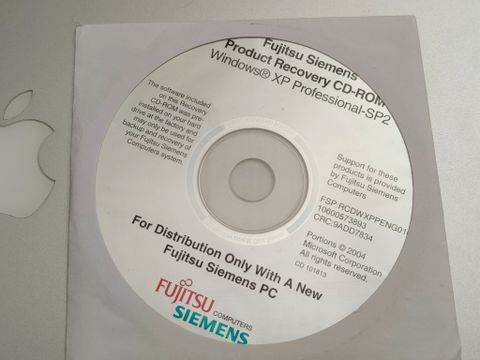 Fujitsu Siemens
Product Recovery CD-ROM
Windows® XP Professional-SP2
The software included
on this Recovery
CD-ROM was pre-
installed on your hard
drive at the factory and
may only be used for
backup and recovery of
your Fujitsu Siemens
Computers system
Support for these
products is provided
by Fujitsu Siemens
Computers
FSP:RCDWXPPENG01
10600573893
CRC:9ADD7834
Portions © 2004
Microsoft Corporation
All rights reserved.
CD 101813
For Distribution Only With A New
Fujitsu Siemens PC
FUJITSU COMPUTERS
SIEMENS